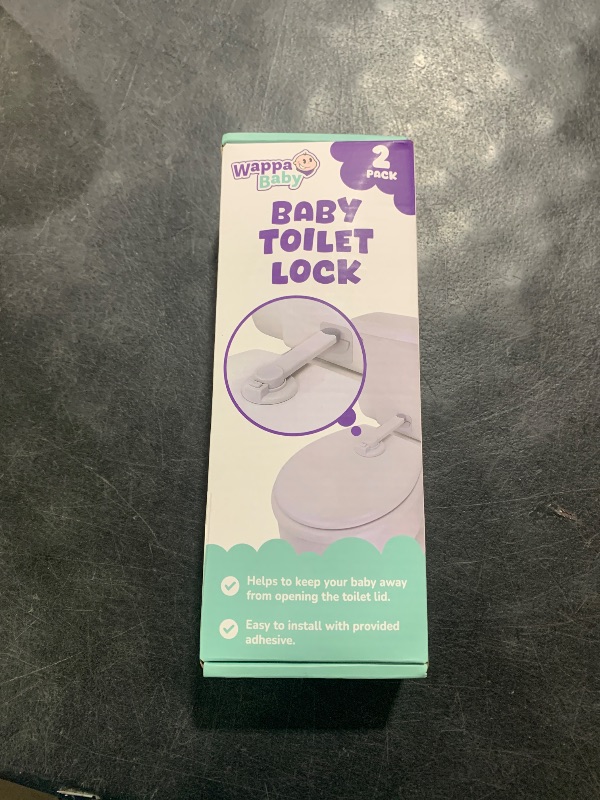 Wappa
Baby
2
PACK
BABY
TOILET
LOCK
Helps to keep your baby away
from opening the toilet lid.
Easy to install with provided
adhesive.